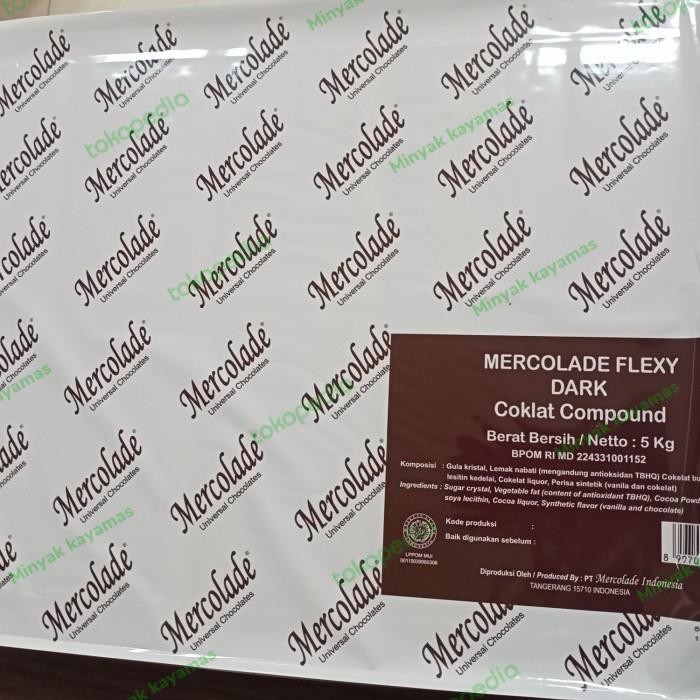 Mercolade
Universal Chocolates
tokopedia
Minyak kayamas
MERCOLADE FLEXY
DARK
Coklat Compound
Berat Bersih / Netto : 5 Kg
BPOM RI MD 224331001152
Komposisi : Gula kristal, Lemak nabati (mengandung antioksidan TBHQ) Cokelat
lesitin kedelai, Cokelat liquor, Perisa sintetik (vanila dan cokelat)
Ingredients : Sugar crystal, Vegetable fat (content of antioxidant TBHQ), Cocoa
soya lecithin, Cocoa liquor, Synthetic flavor (vanilla and chocolate)
Kode produksi :
Baik digunakan sebelum :
LPPOM MUI
Diproduksi Oleh / Produced By : PT Mercolade Indonesia
TANGERANG 15710 INDONESIA